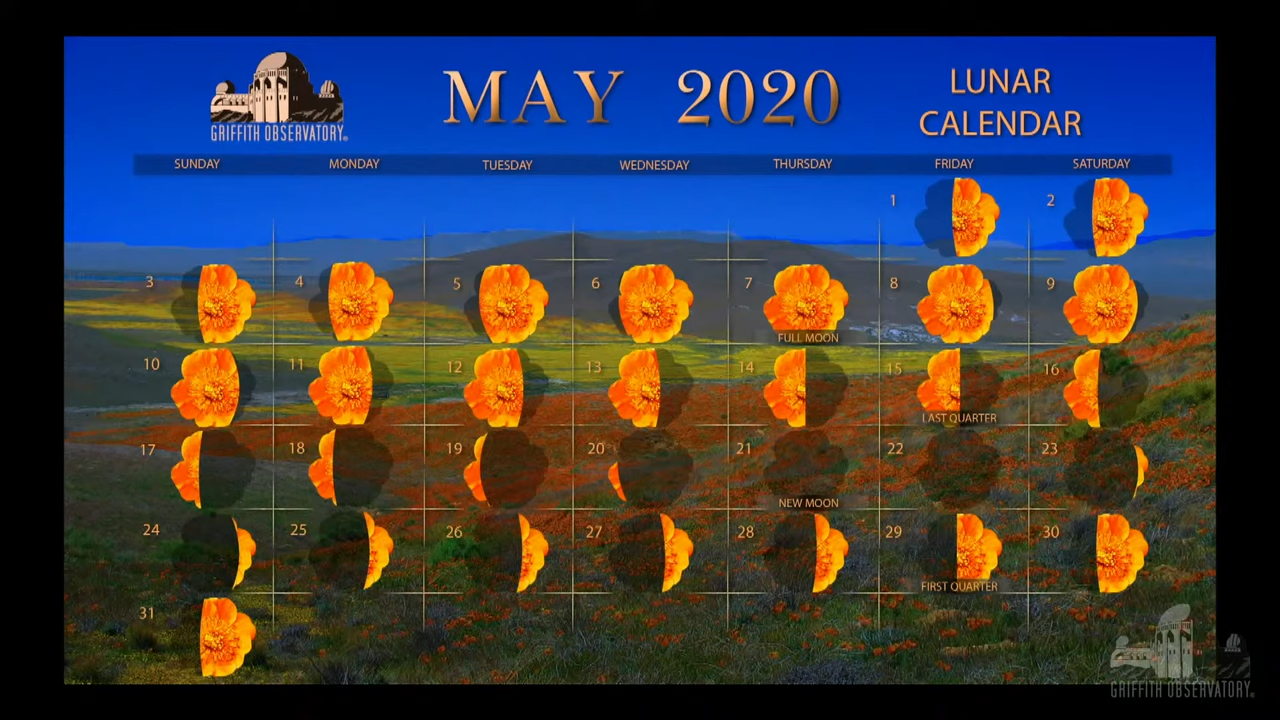 MAY 2020
LUNAR
CALENDAR
GRIFFITH OBSERVATORY®
SUNDAY MONDAY TUESDAY WEDNESDAY THURSDAY FRIDAY SATURDAY
1 2
3 4 5 6 7 8 9
FULL MOON
10 11 12 13 14 15 16
LAST QUARTER
17 18 19 20 21 22 23
NEW MOON
24 25 26 27 28 29 30
FIRST QUARTER
31
GRIFFITH OBSERVATORY®